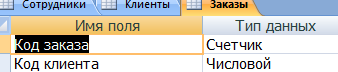 Сотрудники Клиенты Заказы
Имя поля Тип данных
Код заказа Счетчик
Код клиента Числовой